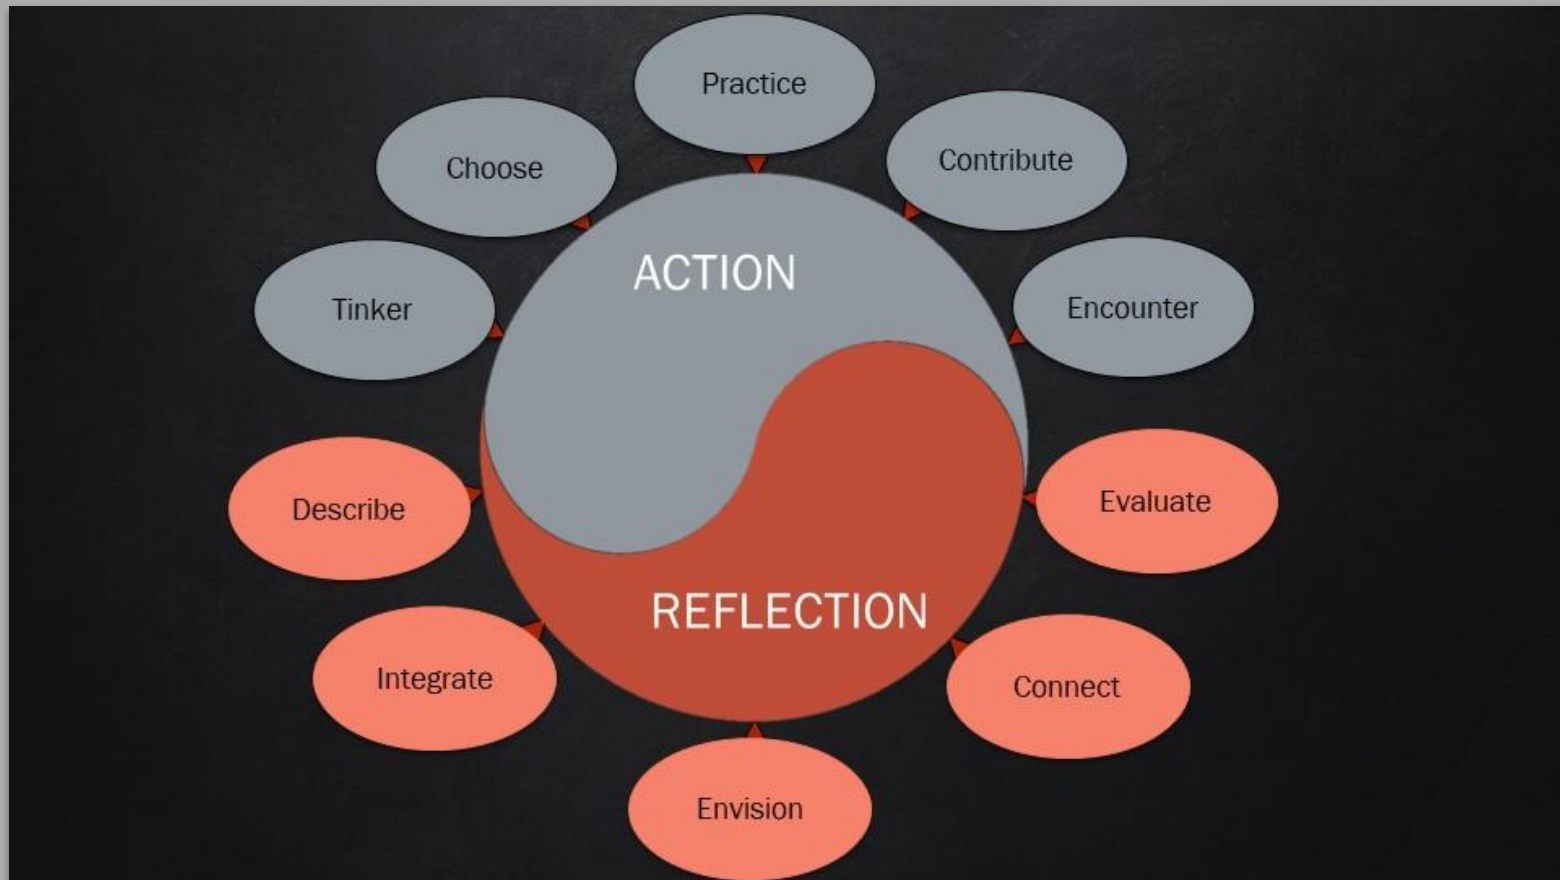 Practice
Choose
Contribute
ACTION
Tinker
Encounter
Describe
Evaluate
REFLECTION
Integrate
Connect
Envision